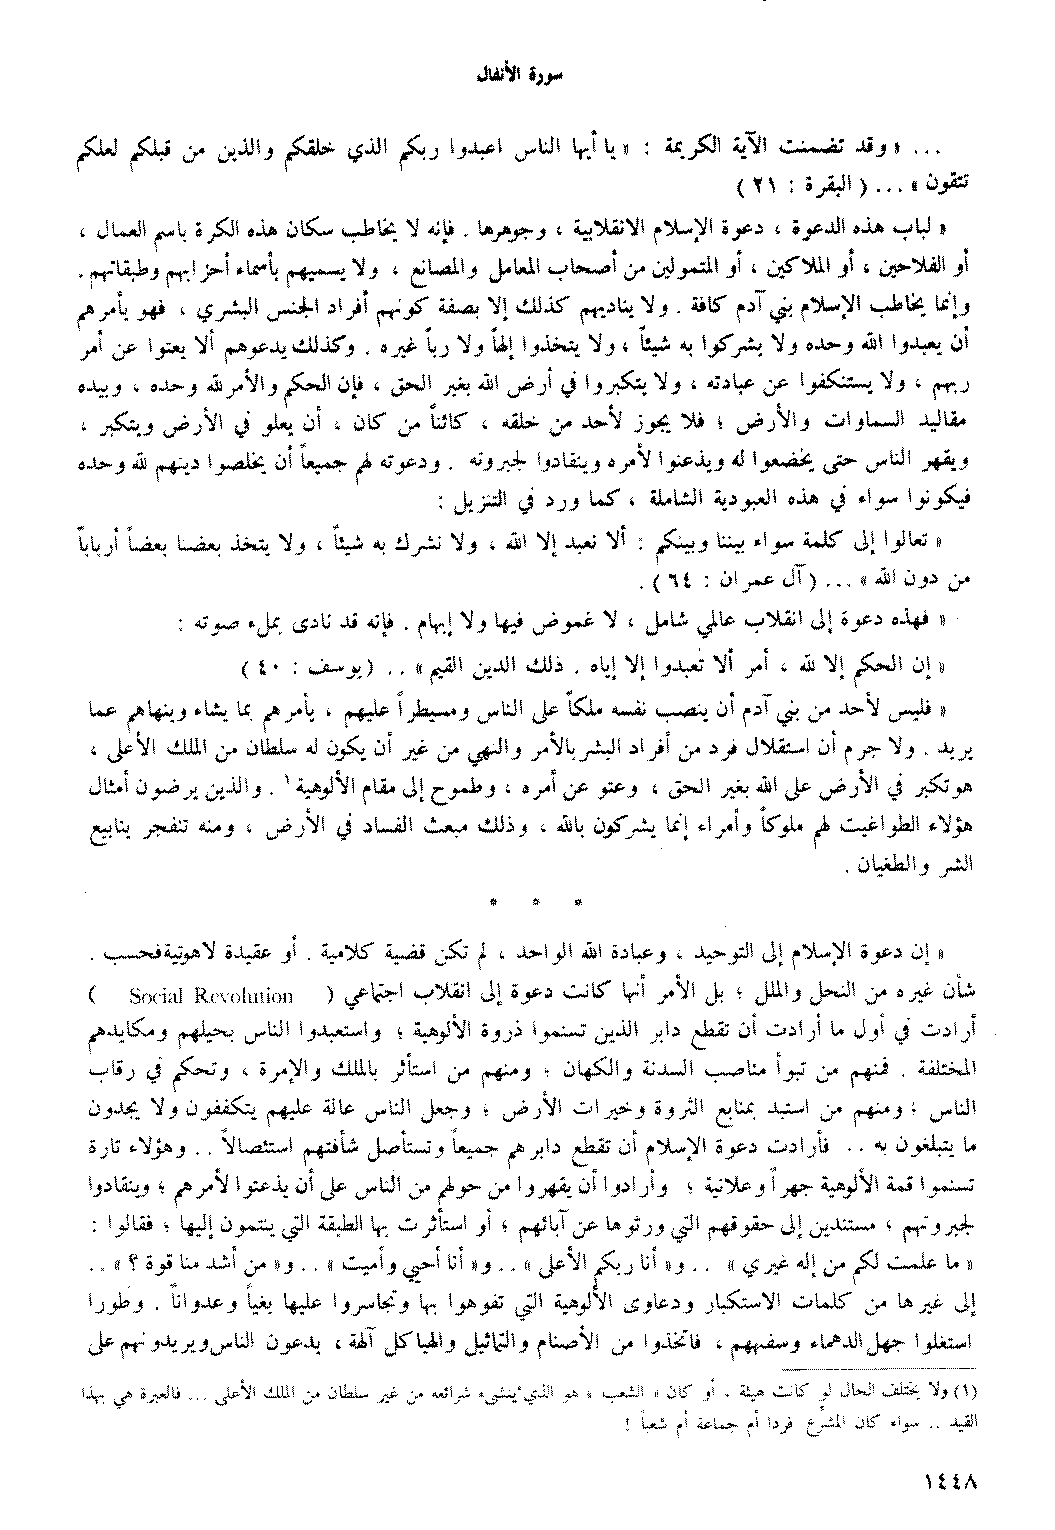 سورة الأنفال
... « وقد تضمنت الآية الكريمة : « يا أيها الناس اعبدوا ربكم الذي خلقكم والذين من قبلكم لعلكم
تتقون » ... ( البقرة : ٢١ )
« لباب هذه الدعوة ، دعوة الإسلام الانقلابية ، وجوهرها . فإنه لا يخاطب سكان هذه الكرة باسم العمال ،
أو الفلاحين ، أو الملاكين ، أو المتمولين من أصحاب المعامل والمصانع ، ولا يسميهم بأسماء أحزابهم وطبقاتهم .
وإنما يخاطب الإسلام بني آدم كافة . ولا يناديهم كذلك إلا بصفة كونهم أفراد الجنس البشري ، فهو يأمرهم
أن يعبدوا الله وحده ولا يشركوا به شيئاً ، ولا يتخذوا إلهاً ولا رباً غيره . وكذلك يدعوهم ألا يعتوا عن أمر
ربهم ، ولا يستنكفوا عن عبادته ، ولا يتكبروا في أرض الله بغير الحق ، فإن الحكم والأمر لله وحده ، وبيده
مقاليد السماوات والأرض ؛ فلا يجوز لأحد من خلقه ، كائناً من كان ، أن يعلو في الأرض ويتكبر ،
ويقهر الناس حتى يخضعوا له ويذعنوا لأمره وينقادوا لجبروته . ودعوته لهم جميعاً أن يخلصوا دينهم لله وحده
فيكونوا سواء في هذه العبودية الشاملة ، كما ورد في التنزيل :
« تعالوا إلى كلمة سواء بيننا وبينكم : ألا نعبد إلا الله ، ولا نشرك به شيئاً ، ولا يتخذ بعضنا بعضاً أرباباً
من دون الله » ... ( آل عمران : ٦٤ ) .
« فهذه دعوة إلى انقلاب عالمي شامل ، لا غموض فيها ولا إبهام . فإنه قد نادى بملء صوته :
« إن الحكم إلا لله ، أمر ألا تعبدوا إلا إياه . ذلك الدين القيم » .. ( يوسف : ٤٠ )
« فليس لأحد من بني آدم أن ينصب نفسه ملكاً على الناس ومسيطراً عليهم ، يأمرهم بما يشاء وينهاهم عما
يريد . ولا جرم أن استقلال فرد من أفراد البشر بالأمر والنهي من غير أن يكون له سلطان من الملك الأعلى ،
هو تكبر في الأرض على الله بغير الحق ، وعتو عن أمره ، وطموح إلى مقام الألوهية ١ . والذين يرضون أمثال
هؤلاء الطواغيت لهم ملوكاً وأمراء إنما يشركون بالله ، وذلك مبعث الفساد في الأرض ، ومنه تنفجر ينابيع
الشر والطغيان .
* * *
« إن دعوة الإسلام إلى التوحيد ، وعبادة الله الواحد ، لم تكن قضية كلامية . أو عقيدة لاهوتية فحسب .
شأن غيره من النحل والملل ؛ بل الأمر أنها كانت دعوة إلى انقلاب اجتماعي ( Social Revolution )
أرادت في أول ما أرادت أن تقطع دابر الذين تسنموا ذروة الألوهية ؛ واستعبدوا الناس بحيلهم ومكايدهم
المختلفة . فمنهم من تبوأ مناصب السدنة والكهان ؛ ومنهم من استأثر بالملك والإمرة ، وتحكم في رقاب
الناس ؛ ومنهم من استبد بمنابع الثروة وخيرات الأرض ؛ وجعل الناس عالة عليهم يتكففون ولا يجدون
ما يتبلغون به .. فأرادت دعوة الإسلام أن تقطع دابرهم جميعاً وتستأصل شأفتهم استئصالاً .. وهؤلاء تارة
تسنموا قمة الألوهية جهراً وعلانية ؛ وأرادوا أن يقهروا من حولهم من الناس على أن يذعنوا لأمرهم ؛ وينقادوا
لجبروتهم ، مستندين إلى حقوقهم التي ورثوها عن آبائهم ؛ أو استأثرت بها الطبقة التي ينتمون إليها ؛ فقالوا :
« ما علمت لكم من إله غيري » .. و« أنا ربكم الأعلى » .. و« أنا أحيي وأميت » .. و« من أشد منا قوة ؟ » ..
إلى غيرها من كلمات الاستكبار ودعاوى الألوهية التي تفوهوا بها وتجاسروا عليها بغياً وعدواناً . وطورا
استغلوا جهل الدهماء وسفههم ، فاتخذوا من الأصنام والتماثيل والهياكل آلهة ، يدعون الناس ويريدونهم على
(١) ولا يختلف الحال لو كانت هيئة . أو كان « الشعب » هو الذي ينشىء شرائعه من غير سلطان من الملك الأعلى ... فالعبرة هي بهذا
القيد .. سواء كان المشرّع فردا أم جماعة أم شعباً !
١٤٤٨